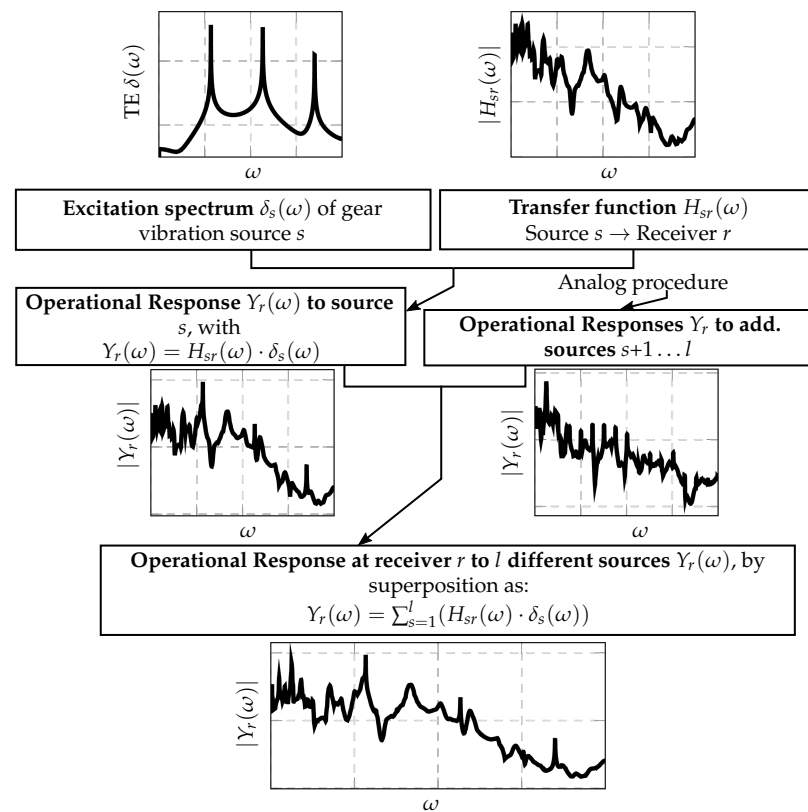 TE δ(ω)
ω
|H_sr(ω)|
ω
Excitation spectrum δ_s(ω) of gear
vibration source s
Transfer function H_sr(ω)
Source s → Receiver r
Analog procedure
Operational Response Y_r(ω) to source
s, with
Y_r(ω) = H_sr(ω) · δ_s(ω)
Operational Responses Y_r to add.
sources s+1 … l
|Y_r(ω)|
ω
|Y_r(ω)|
ω
Operational Response at receiver r to l different sources Y_r(ω), by
superposition as:
Y_r(ω) = ∑_{s=1}^{l}(H_sr(ω) · δ_s(ω))
|Y_r(ω)|
ω